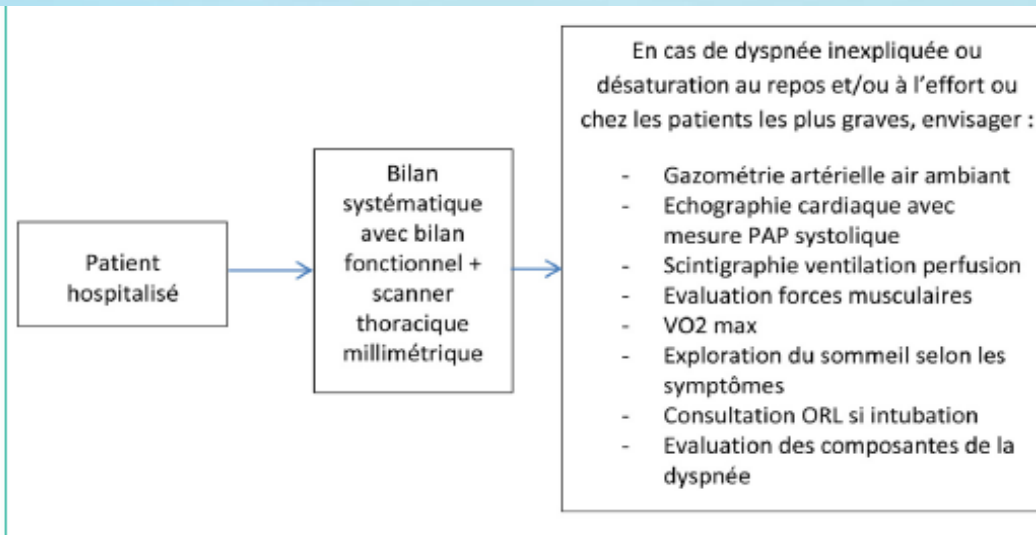 Patient
hospitalisé
Bilan
systématique
avec bilan
fonctionnel +
scanner
thoracique
millimétrique
En cas de dyspnée inexpliquée ou
désaturation au repos et/ou à l'effort ou
chez les patients les plus graves, envisager :
- Gazométrie artérielle air ambiant
- Echographie cardiaque avec
mesure PAP systolique
- Scintigraphie ventilation perfusion
- Evaluation forces musculaires
- VO2 max
- Exploration du sommeil selon les
symptômes
- Consultation ORL si intubation
- Evaluation des composantes de la
dyspnée